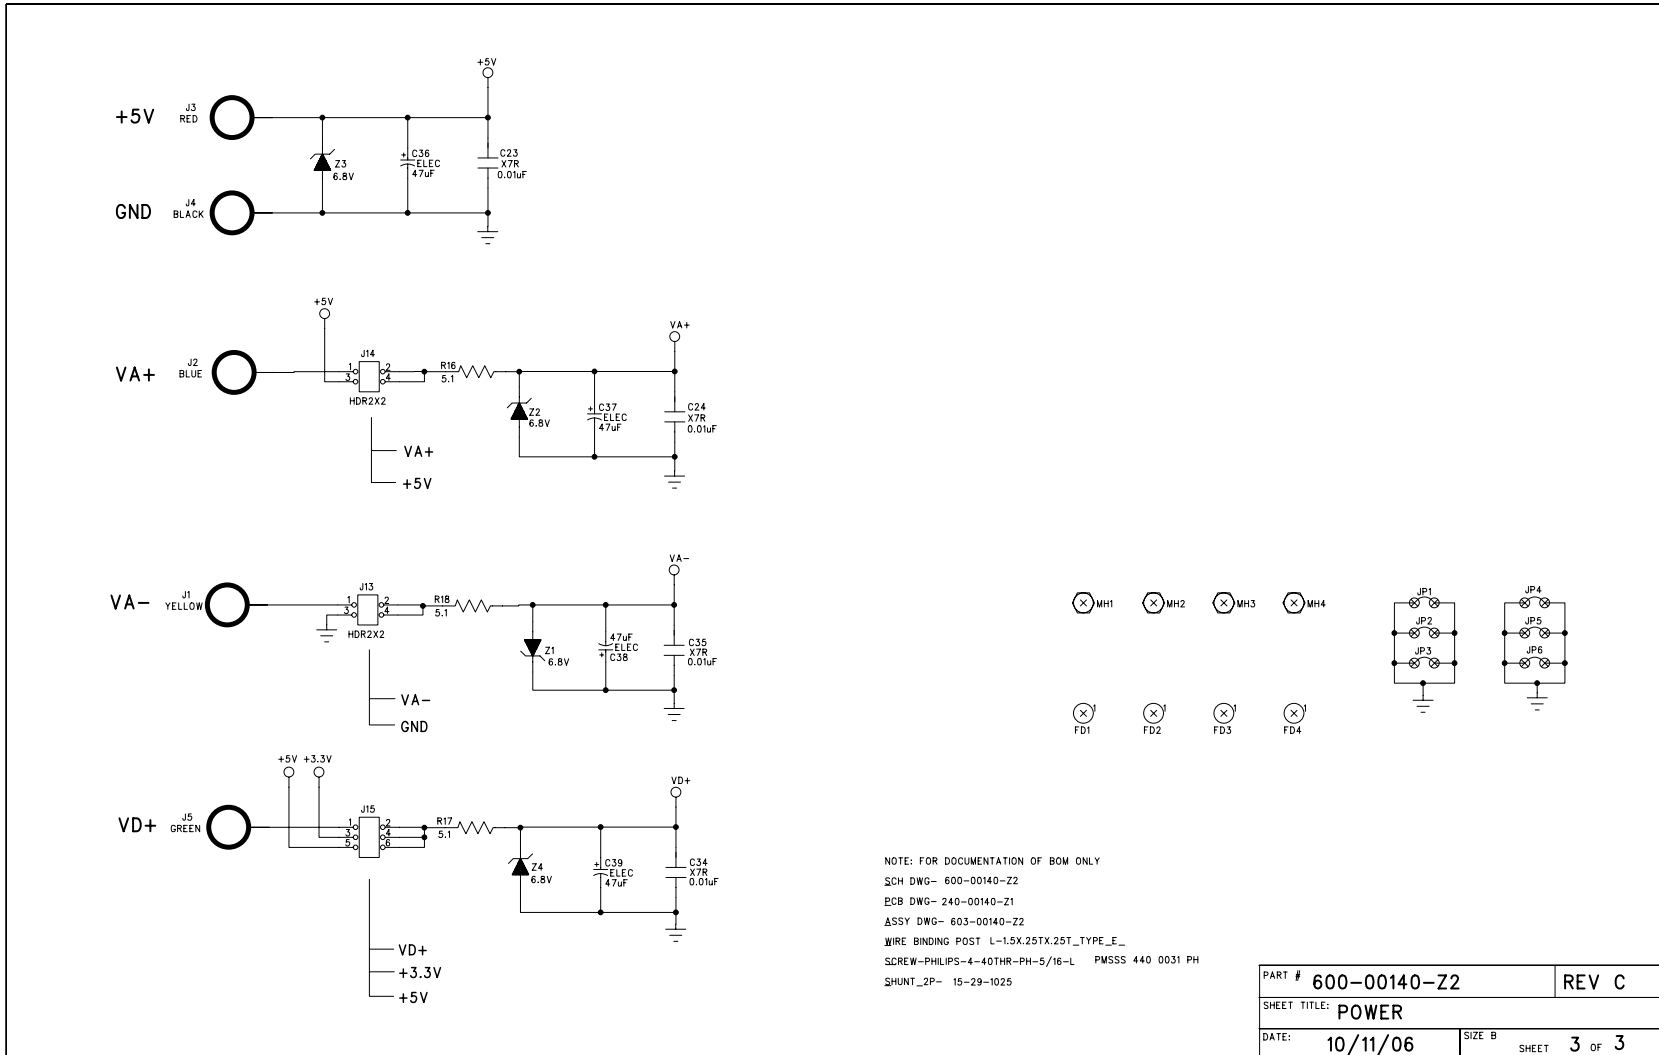 +5V
+5V
J3
RED
Z3
6.8V
+
C36
ELEC
47uF
C23
X7R
0.01uF
GND
J4
BLACK
+5V
VA+
VA+
J2
BLUE
J14
1
2
3
4
HDR2X2
R16
5.1
Z2
6.8V
+
C37
ELEC
47uF
C24
X7R
0.01uF
VA+
+5V
VA-
VA-
J1
YELLOW
J13
1
2
3
4
HDR2X2
R18
5.1
Z1
6.8V
47uF
ELEC
+
C38
C35
X7R
0.01uF
VA-
GND
+5V +3.3V
VD+
VD+
J5
GREEN
J15
1
2
3
4
5
6
R17
5.1
Z4
6.8V
+
C39
ELEC
47uF
C34
X7R
0.01uF
VD+
+3.3V
+5V
MH1
MH2
MH3
MH4
JP1
JP2
JP3
JP4
JP5
JP6
1
1
1
1
FD1
FD2
FD3
FD4
NOTE: FOR DOCUMENTATION OF BOM ONLY
SCH DWG- 600-00140-Z2
PCB DWG- 240-00140-Z1
ASSY DWG- 603-00140-Z2
WIRE BINDING POST L-1.5X.25TX.25T_TYPE_E_
SCREW-PHILIPS-4-40THR-PH-5/16-L PMSSS 440 0031 PH
SHUNT_2P- 15-29-1025
PART # 600-00140-Z2
REV C
SHEET TITLE: POWER
DATE: 10/11/06
SIZE B
SHEET 3 OF 3